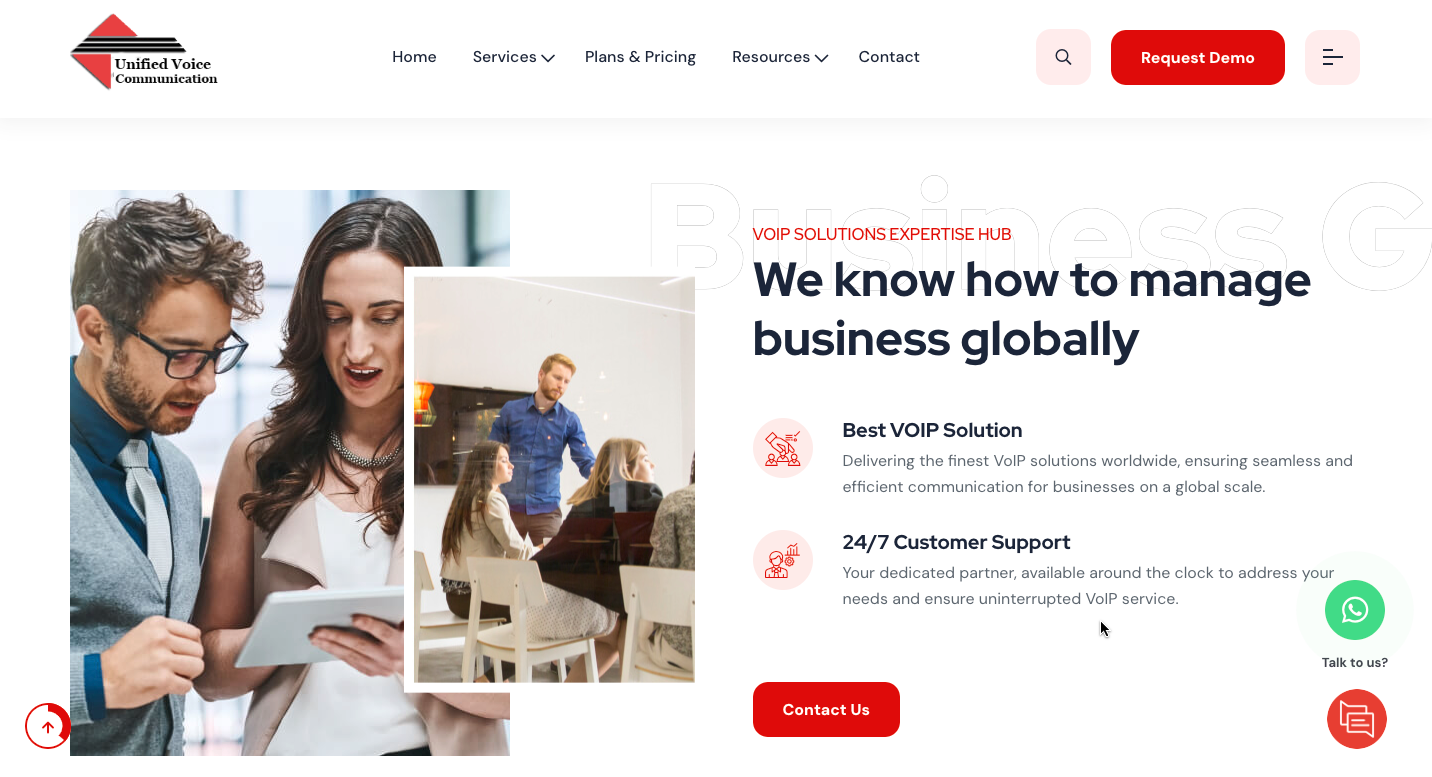 Unified Voice
Communication
Home
Services
Plans & Pricing
Resources
Contact
Request Demo
Business G
VOIP SOLUTIONS EXPERTISE HUB
We know how to manage
business globally
Best VOIP Solution
Delivering the finest VoIP solutions worldwide, ensuring seamless and
efficient communication for businesses on a global scale.
24/7 Customer Support
Your dedicated partner, available around the clock to address your
needs and ensure uninterrupted VoIP service.
Talk to us?
Contact Us